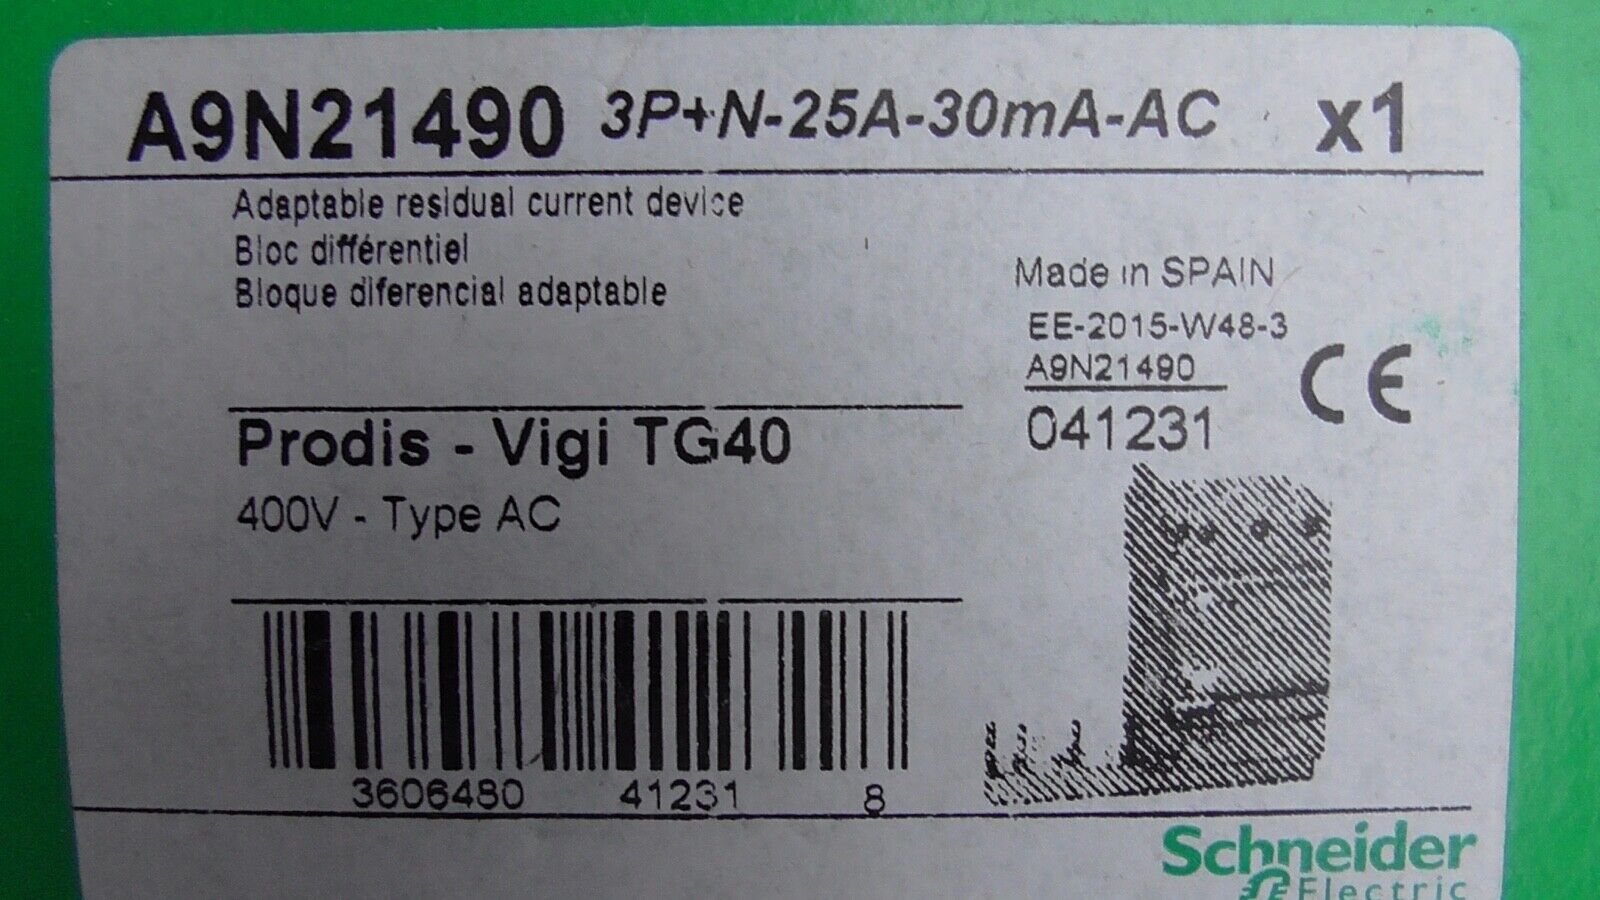 A9N21490 3P+N-25A-30mA-AC x1
Adaptable residual current device
Bloc différentiel
Bloque diferencial adaptable
Made in SPAIN
EE-2015-W48-3
A9N21490
041231
CE
Prodis - Vigi TG40
400V - Type AC
3606480 41231 8
Schneider
Electric